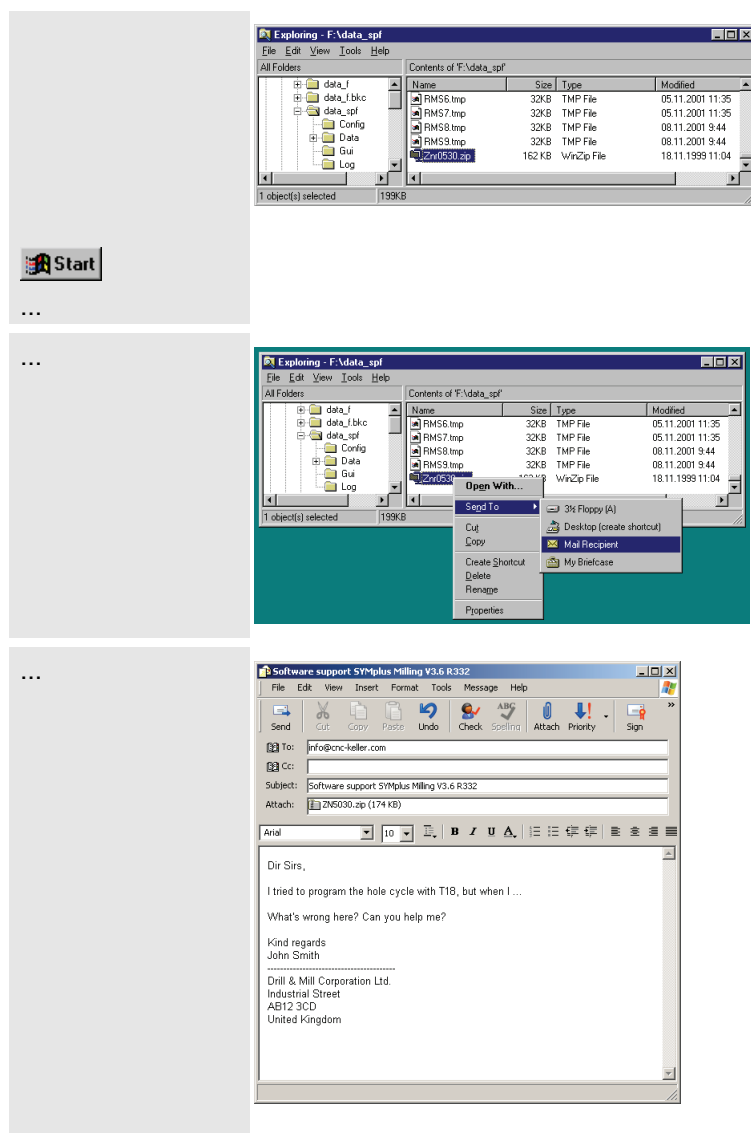 Exploring - F:\data_spf
File Edit View Tools Help
All Folders Contents of 'F:\data_spf'
data_f
data_f.bkc
data_spf
Config
Data
Gui
Log
Name Size Type Modified
RMS6.tmp 32KB TMP File 05.11.2001 11:35
RMS7.tmp 32KB TMP File 05.11.2001 11:35
RMS8.tmp 32KB TMP File 08.11.2001 9:44
RMS9.tmp 32KB TMP File 08.11.2001 9:44
Znr0530.zip 162 KB WinZip File 18.11.1999 11:04
1 object(s) selected 199KB
Start
...
...
Exploring - F:\data_spf
File Edit View Tools Help
All Folders Contents of 'F:\data_spf'
data_f
data_f.bkc
data_spf
Config
Data
Gui
Log
Name Size Type Modified
RMS6.tmp 32KB TMP File 05.11.2001 11:35
RMS7.tmp 32KB TMP File 05.11.2001 11:35
RMS8.tmp 32KB TMP File 08.11.2001 9:44
RMS9.tmp 32KB TMP File 08.11.2001 9:44
WinZip File 18.11.1999 11:04
1 object(s) selected 199KB
Open With...
Send To
Cut
Copy
Create Shortcut
Delete
Rename
Properties
3½ Floppy (A)
Desktop (create shortcut)
Mail Recipient
My Briefcase
...
Software support SYMplus Milling V3.6 R332
File Edit View Insert Format Tools Message Help
Send Cut Copy Paste Undo Check Spelling Attach Priority Sign
To: info@cnc-keller.com
Cc:
Subject: Software support SYMplus Milling V3.6 R332
Attach: ZN5030.zip (174 KB)
Arial 10 B I U A
Dir Sirs,
I tried to program the hole cycle with T18, but when I ...
What's wrong here? Can you help me?
Kind regards
John Smith
----------------------------------------
Drill & Mill Corporation Ltd.
Industrial Street
AB12 3CD
United Kingdom